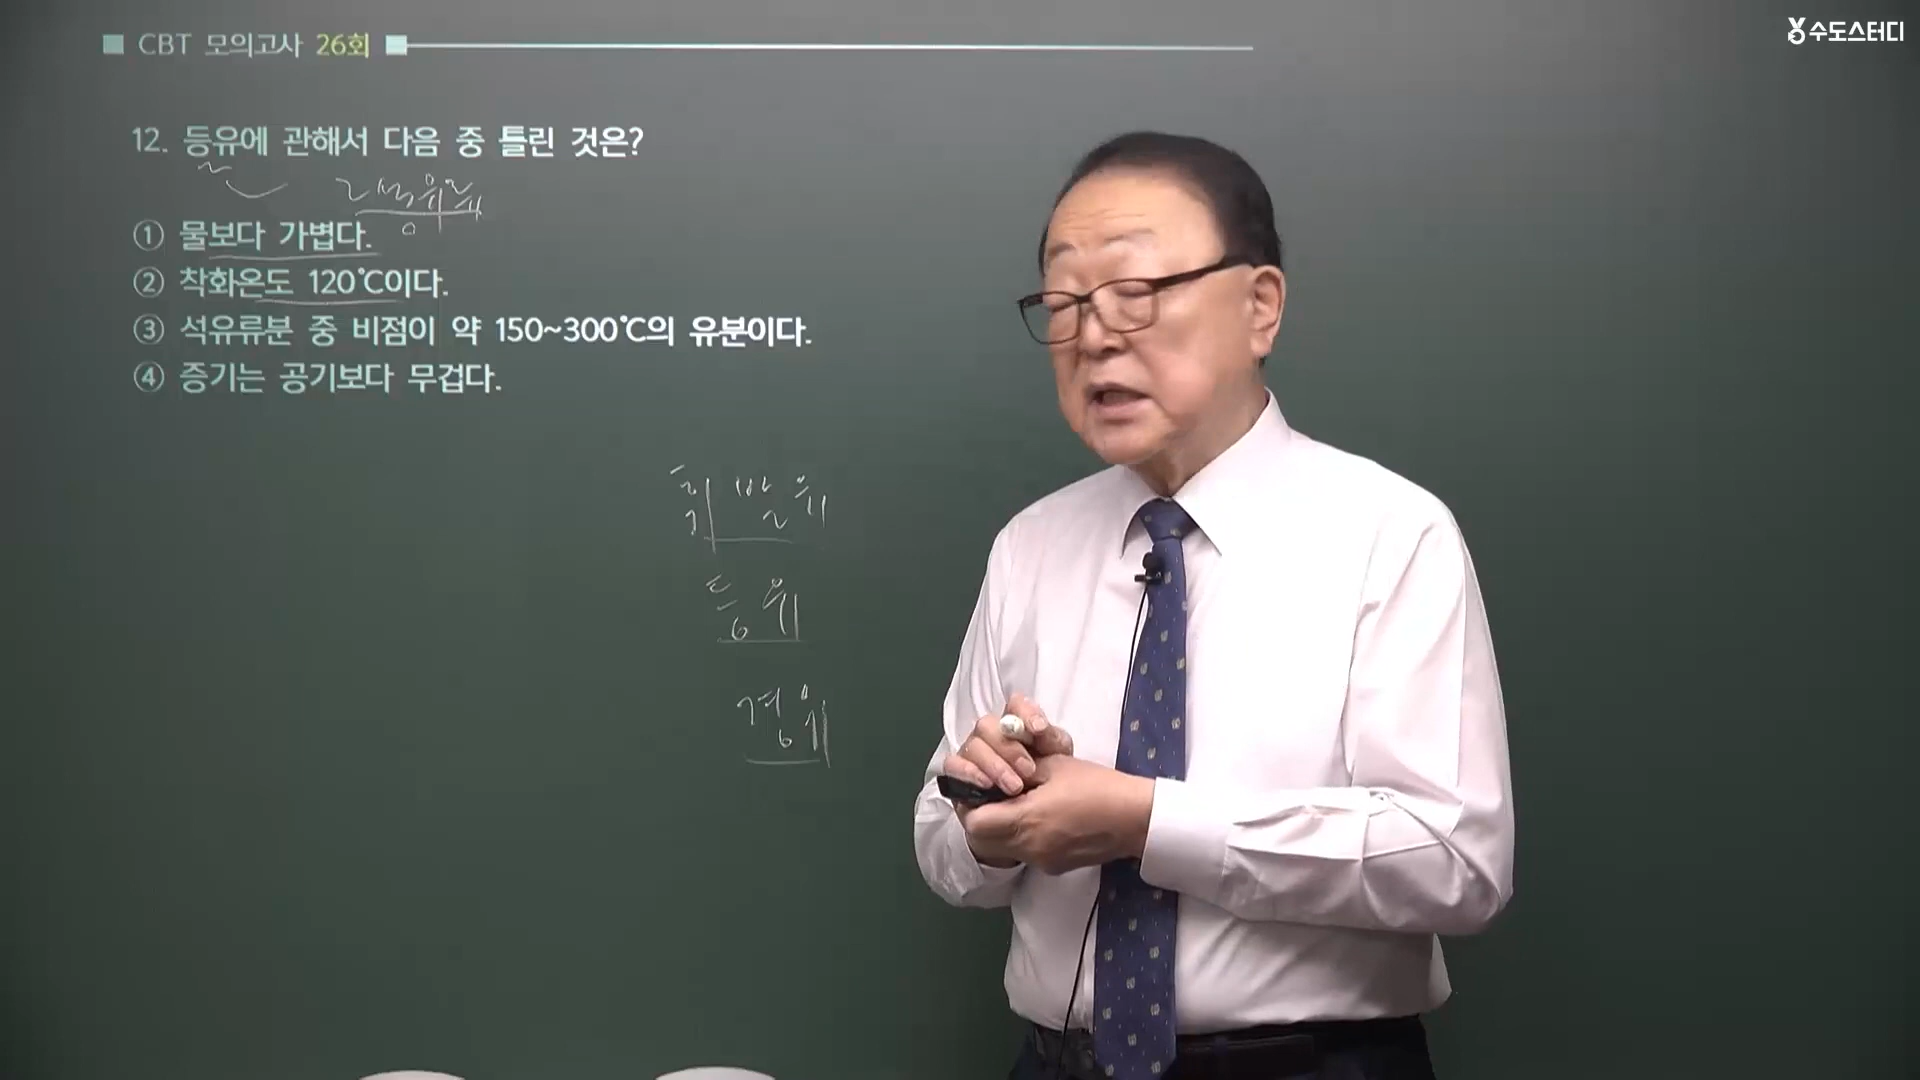 CBT 모의고사 26회
수도스터디
12. 등유에 관해서 다음 중 틀린 것은?
2석유류
① 물보다 가볍다.
② 착화온도 120℃이다.
③ 석유류분 중 비점이 약 150~300℃의 유분이다.
④ 증기는 공기보다 무겁다.
휘발유
등유
경유